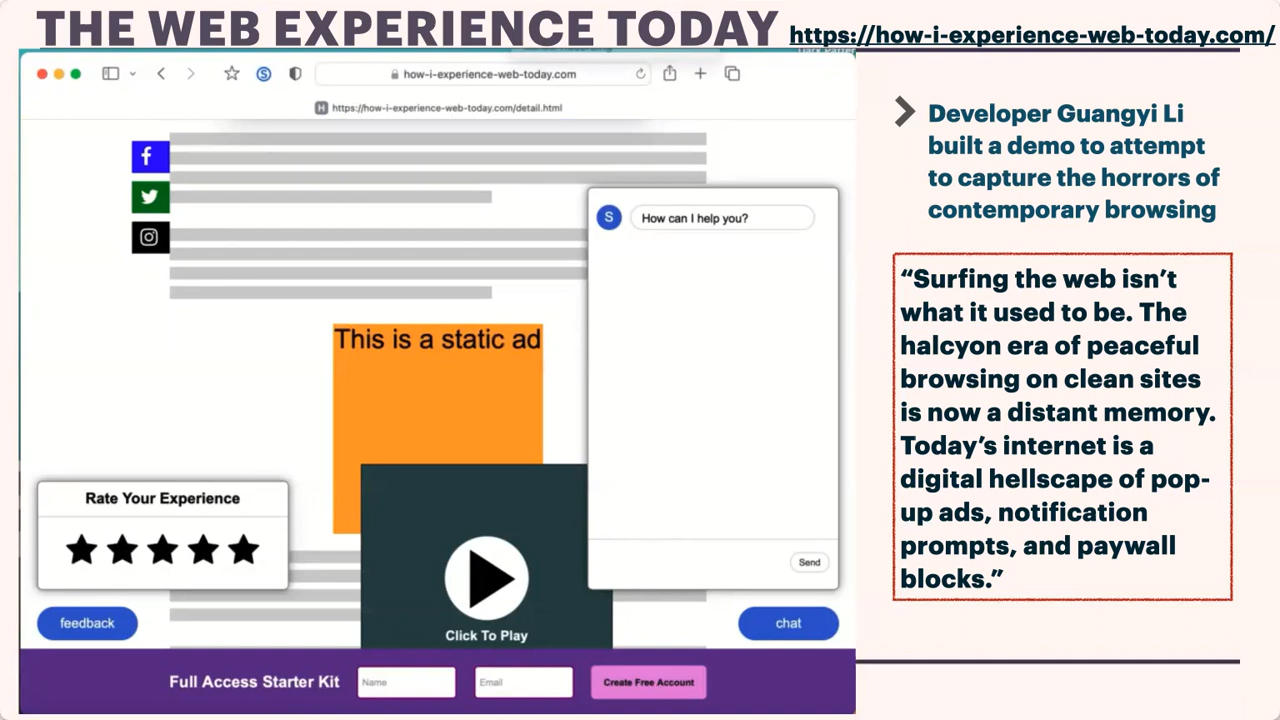 THE WEB EXPERIENCE TODAY https://how-i-experience-web-today.com/
how-i-experience-web-today.com
H https://how-i-experience-web-today.com/detail.html
S How can I help you?
This is a static ad
Rate Your Experience
Send
feedback
Click To Play
chat
Full Access Starter Kit Name Email Create Free Account
Developer Guangyi Li
built a demo to attempt
to capture the horrors of
contemporary browsing
“Surfing the web isn’t
what it used to be. The
halcyon era of peaceful
browsing on clean sites
is now a distant memory.
Today’s internet is a
digital hellscape of pop-
up ads, notification
prompts, and paywall
blocks.”